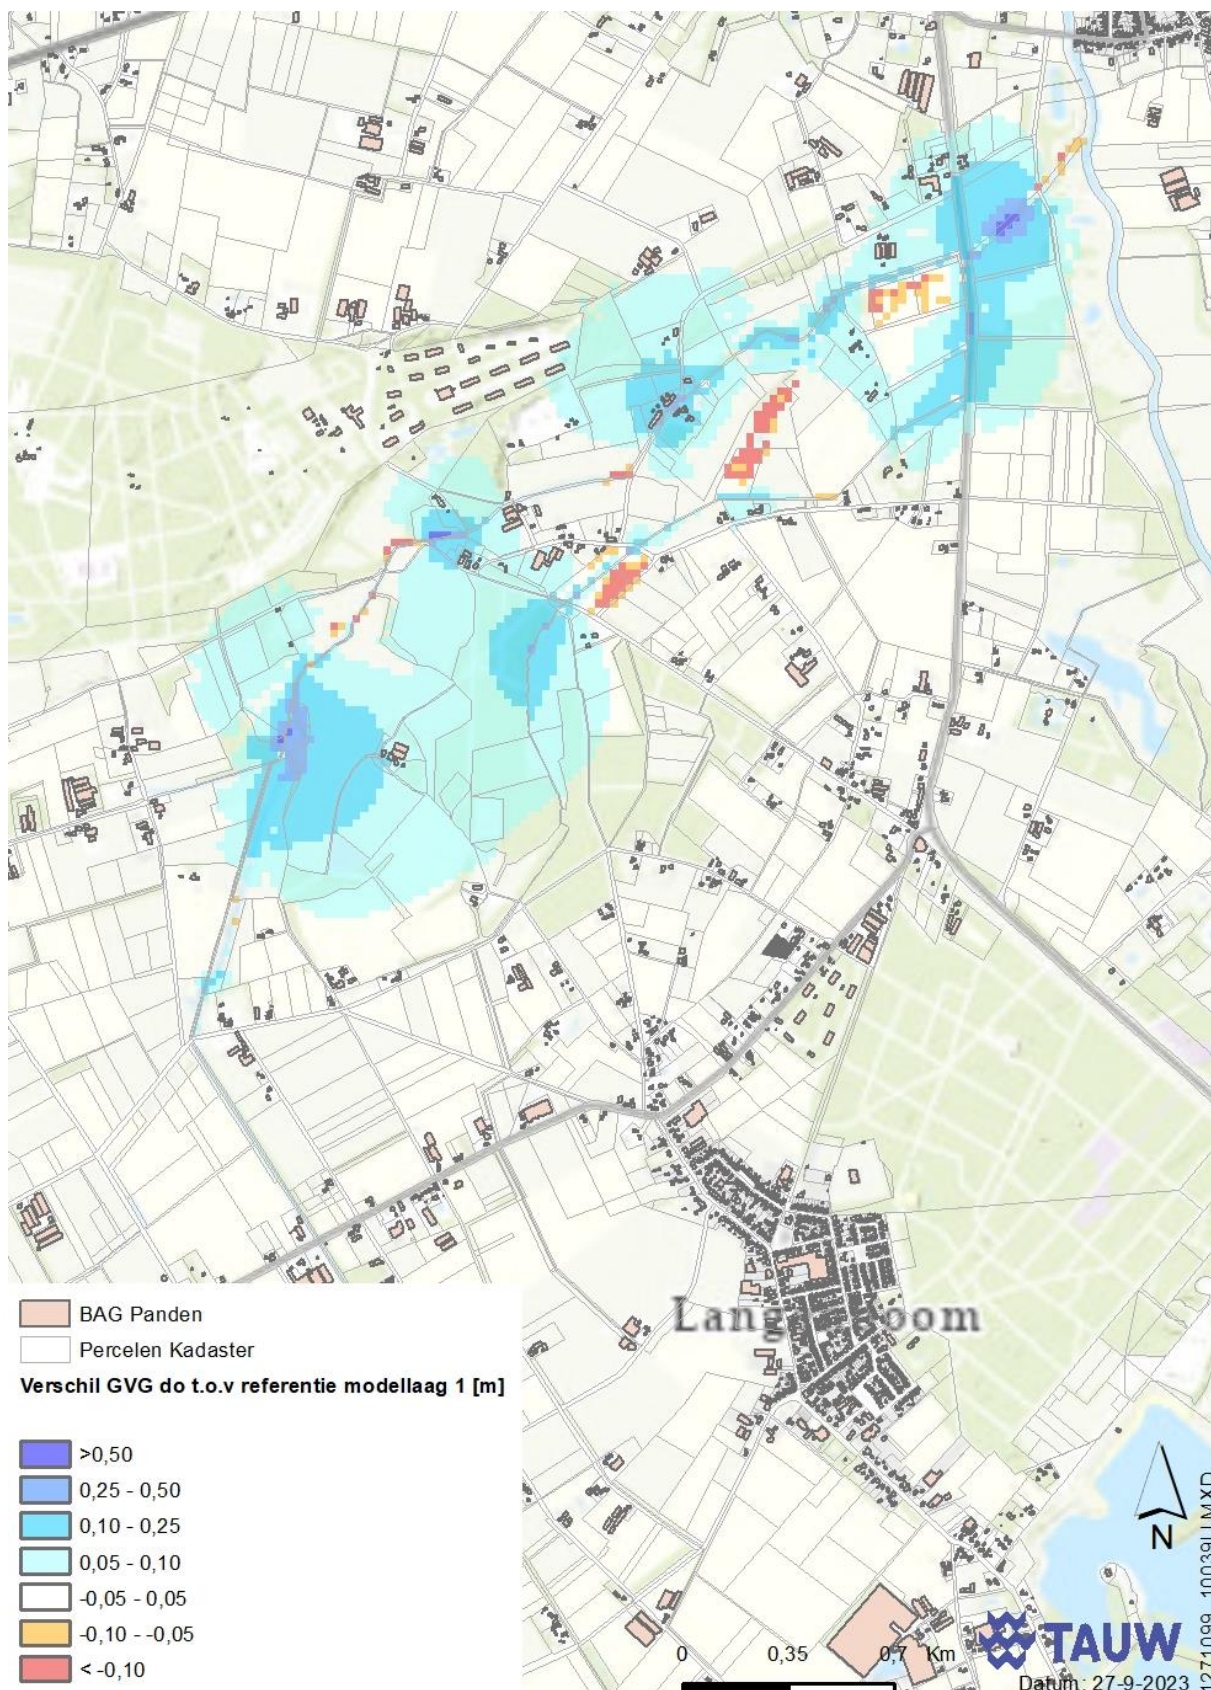 Lang  oom
BAG Panden
Percelen Kadaster
Verschil GVG do t.o.v referentie modellaag 1 [m]
>0,50
0,25 - 0,50
0,10 - 0,25
0,05 - 0,10
-0,05 - 0,05
-0,10 - -0,05
< -0,10
0 0,35 0,7 Km
N
TAUW
Datum: 27-9-2023